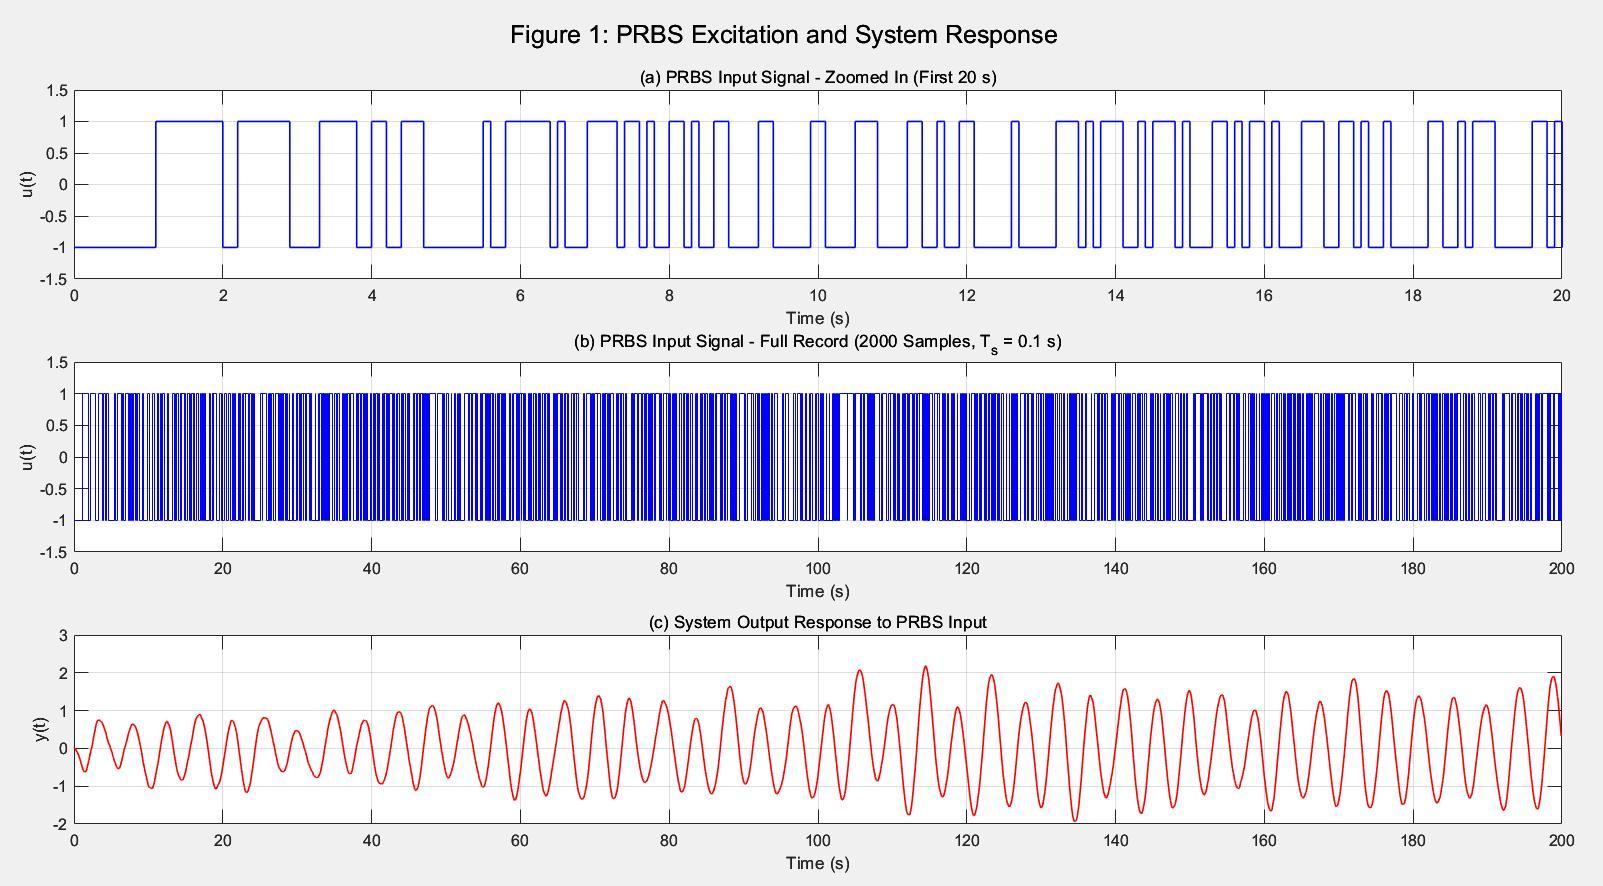 Figure 1: PRBS Excitation and System Response
(a) PRBS Input Signal - Zoomed In (First 20 s)
1.5
1
0.5
0
-0.5
-1
-1.5
u(t)
0 2 4 6 8 10 12 14 16 18 20
Time (s)
(b) PRBS Input Signal - Full Record (2000 Samples, Ts = 0.1 s)
1.5
1
0.5
0
-0.5
-1
-1.5
u(t)
0 20 40 60 80 100 120 140 160 180 200
Time (s)
(c) System Output Response to PRBS Input
3
2
1
0
-1
-2
y(t)
0 20 40 60 80 100 120 140 160 180 200
Time (s)